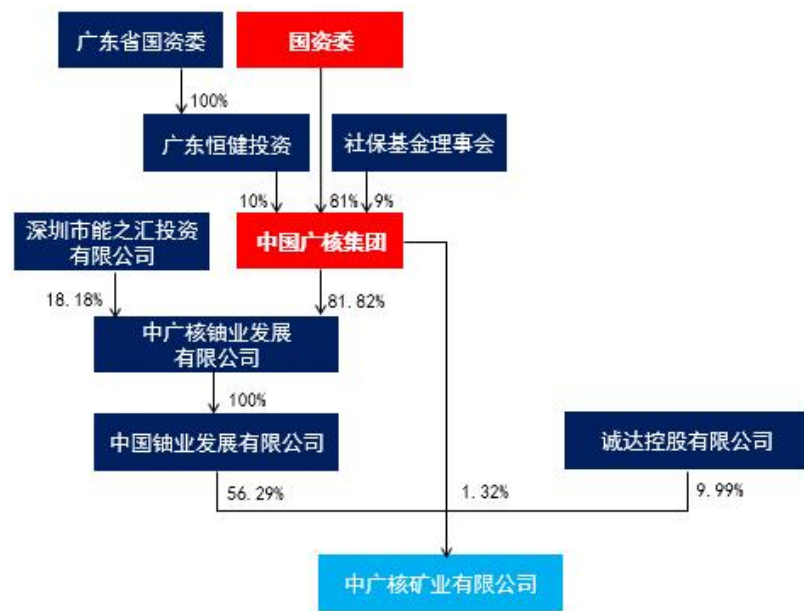 广东省国资委
国资委
100%
广东恒健投资
社保基金理事会
10%
81%
9%
深圳市能之汇投资
有限公司
中国广核集团
18.18%
81.82%
中广核铀业发展
有限公司
100%
中国铀业发展有限公司
诚达控股有限公司
56.29%
1.32%
9.99%
中广核矿业有限公司